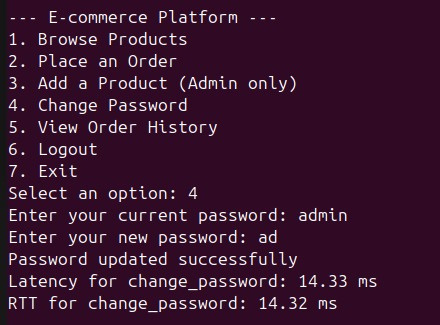 --- E-commerce Platform ---
1. Browse Products
2. Place an Order
3. Add a Product (Admin only)
4. Change Password
5. View Order History
6. Logout
7. Exit
Select an option: 4
Enter your current password: admin
Enter your new password: ad
Password updated successfully
Latency for change_password: 14.33 ms
RTT for change_password: 14.32 ms